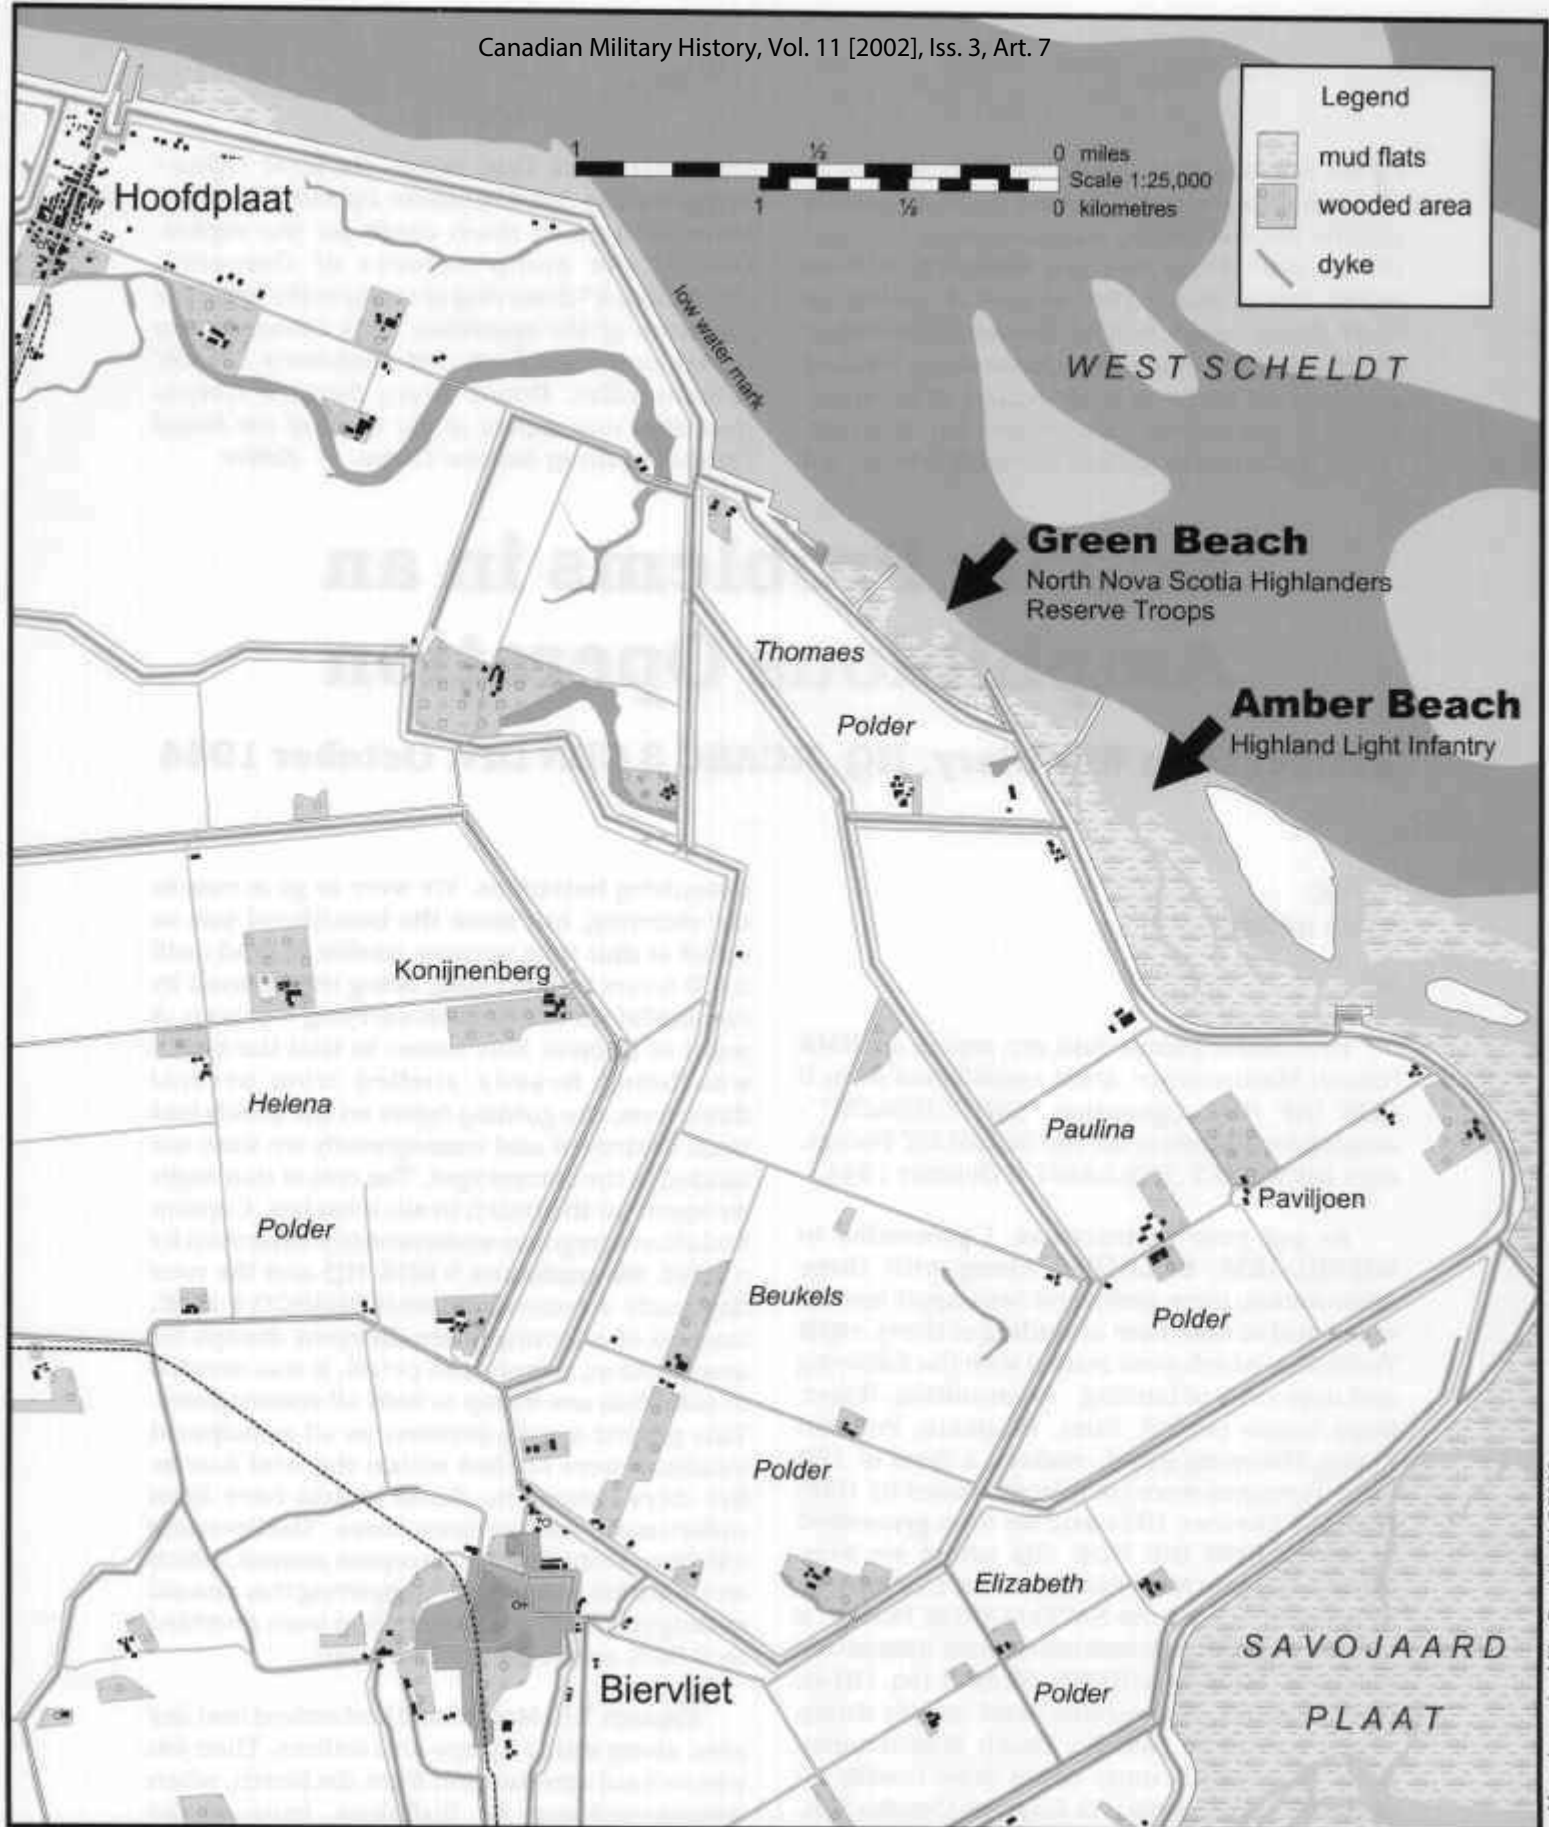 Canadian Military History, Vol. 11 [2002], Iss. 3, Art. 7
Legend
mud flats
wooded area
dyke
1 ½ 0 miles
Scale 1:25,000
1 ½ 0 kilometres
Hoofdplaat
low water mark
WEST SCHELDT
Green Beach
North Nova Scotia Highlanders
Reserve Troops
Thomaes
Polder
Amber Beach
Highland Light Infantry
Konijnenberg
Helena
Polder
Paulina
Paviljoen
Polder
Beukels
Polder
Elizabeth
Polder
SAVOJAARD
PLAAT
Biervliet